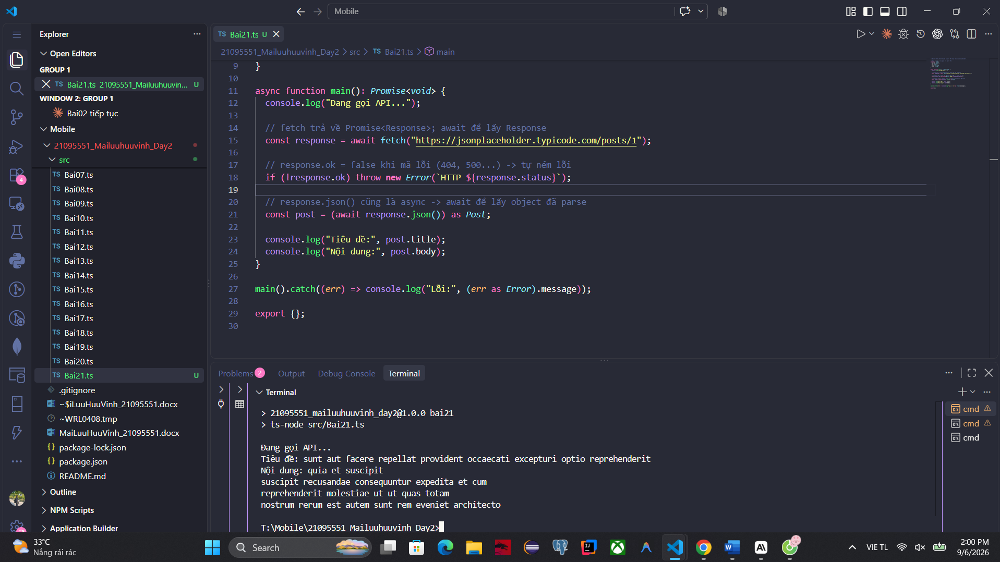 Mobile
Explorer
Open Editors
GROUP 1
TS Bai21.ts 21095551_Mailuuhuuvin... U
WINDOW 2: GROUP 1
Bai02 tiếp tục
Mobile
21095551_Mailuuhuuvinh_Day2
src
TS Bai07.ts
TS Bai08.ts
TS Bai09.ts
TS Bai10.ts
TS Bai11.ts
TS Bai12.ts
TS Bai13.ts
TS Bai14.ts
TS Bai15.ts
TS Bai16.ts
TS Bai17.ts
TS Bai18.ts
TS Bai19.ts
TS Bai20.ts
TS Bai21.ts U
.gitignore
~$iLuuHuuVinh_21095551.docx
~WRL0408.tmp
MaiLuuHuuVinh_21095551.docx
{} package-lock.json
{} package.json
README.md
Outline
NPM Scripts
Application Builder
4
TS Bai21.ts U
21095551_Mailuuhuuvinh_Day2 > src > TS Bai21.ts > main
9 }
10
11 async function main(): Promise<void> {
12 console.log("Đang gọi API...");
13
14 // fetch trả về Promise<Response>; await để lấy Response
15 const response = await fetch("https://jsonplaceholder.typicode.com/posts/1");
16
17 // response.ok = false khi mã lỗi (404, 500...) -> tự ném lỗi
18 if (!response.ok) throw new Error(`HTTP ${response.status}`);
19
20 // response.json() cũng là async -> await để lấy object đã parse
21 const post = (await response.json()) as Post;
22
23 console.log("Tiêu đề:", post.title);
24 console.log("Nội dung:", post.body);
25 }
26
27 main().catch((err) => console.log("Lỗi:", (err as Error).message));
28
29 export {};
30
Problems 2 Output Debug Console Terminal
Terminal
> 21095551_mailuuhuuvinh_day2@1.0.0 bai21
> ts-node src/Bai21.ts
Đang gọi API...
Tiêu đề: sunt aut facere repellat provident occaecati excepturi optio reprehenderit
Nội dung: quia et suscipit
suscipit recusandae consequuntur expedita et cum
reprehenderit molestiae ut ut quas totam
nostrum rerum est autem sunt rem eveniet architecto
T:\Mobile\21095551_Mailuuhuuvinh_Day2>
cmd
cmd
cmd
33°C
Nắng rải rác
Search
VIE TL
2:00 PM
9/6/2026